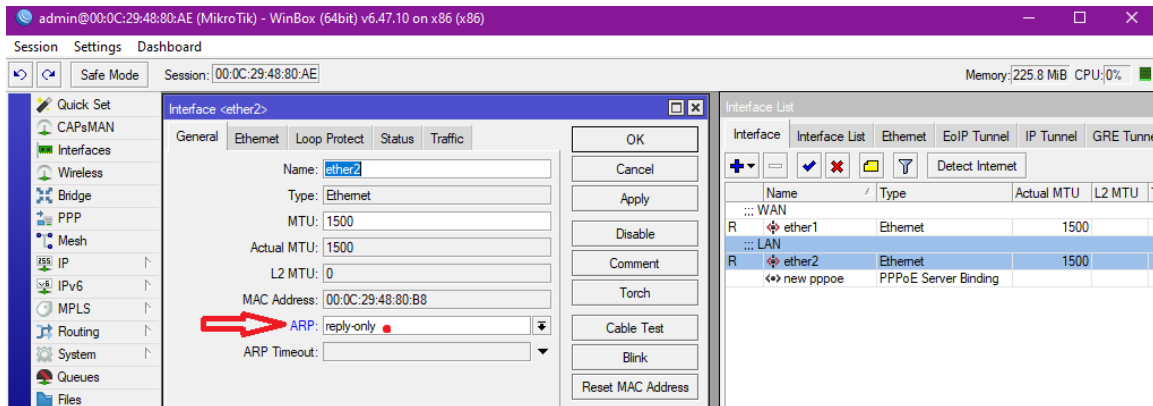 admin@00:0C:29:48:80:AE (MikroTik) - WinBox (64bit) v6.47.10 on x86 (x86)
Session Settings Dashboard
Safe Mode Session: 00:0C:29:48:80:AE Memory: 225.8 MiB CPU: 0%
Quick Set
CAPsMAN
Interfaces
Wireless
Bridge
PPP
Mesh
IP
IPv6
MPLS
Routing
System
Queues
Files
Interface <ether2>
General Ethernet Loop Protect Status Traffic
Name: ether2
Type: Ethernet
MTU: 1500
Actual MTU: 1500
L2 MTU: 0
MAC Address: 00:0C:29:48:80:B8
ARP: reply-only
ARP Timeout:
OK
Cancel
Apply
Disable
Comment
Torch
Cable Test
Blink
Reset MAC Address
Interface List
Interface Interface List Ethernet EoIP Tunnel IP Tunnel GRE Tunne
Detect Internet
Name Type Actual MTU L2 MTU
::: WAN
R ether1 Ethernet 1500
::: LAN
R ether2 Ethernet 1500
new pppoe PPPoE Server Binding